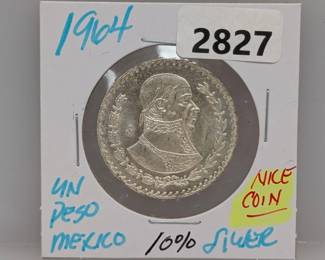 1964
2827
UN
PESO
MEXICO
NICE
COIN
10%
SILVER